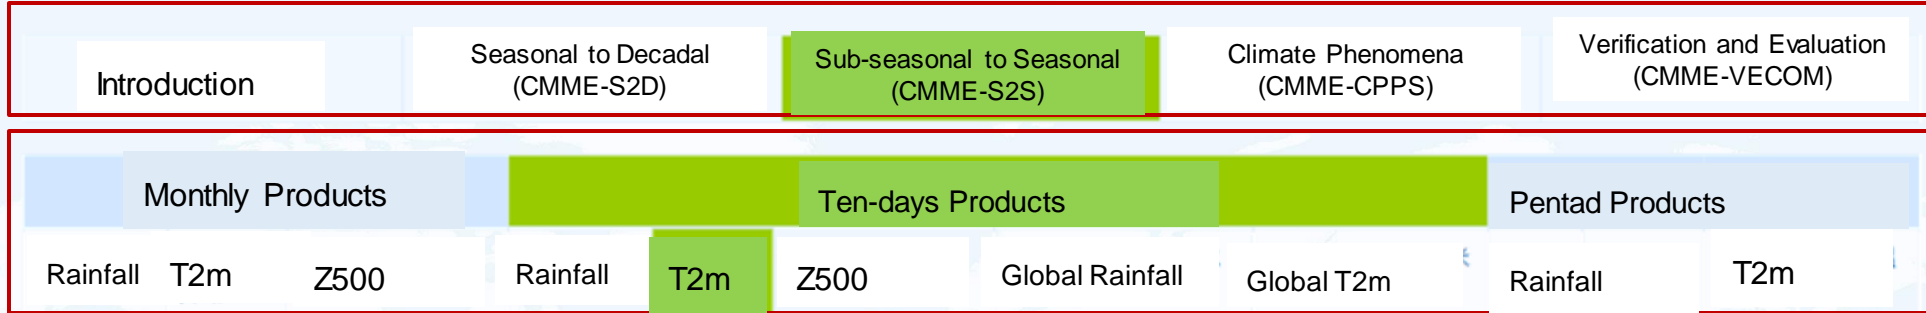 Introduction
Seasonal to Decadal
(CMME-S2D)
Sub-seasonal to Seasonal
(CMME-S2S)
Climate Phenomena
(CMME-CPPS)
Verification and Evaluation
(CMME-VECOM)
Monthly Products
Ten-days Products
Pentad Products
Rainfall T2m Z500 Rainfall T2m Z500 Global Rainfall Global T2m Rainfall T2m